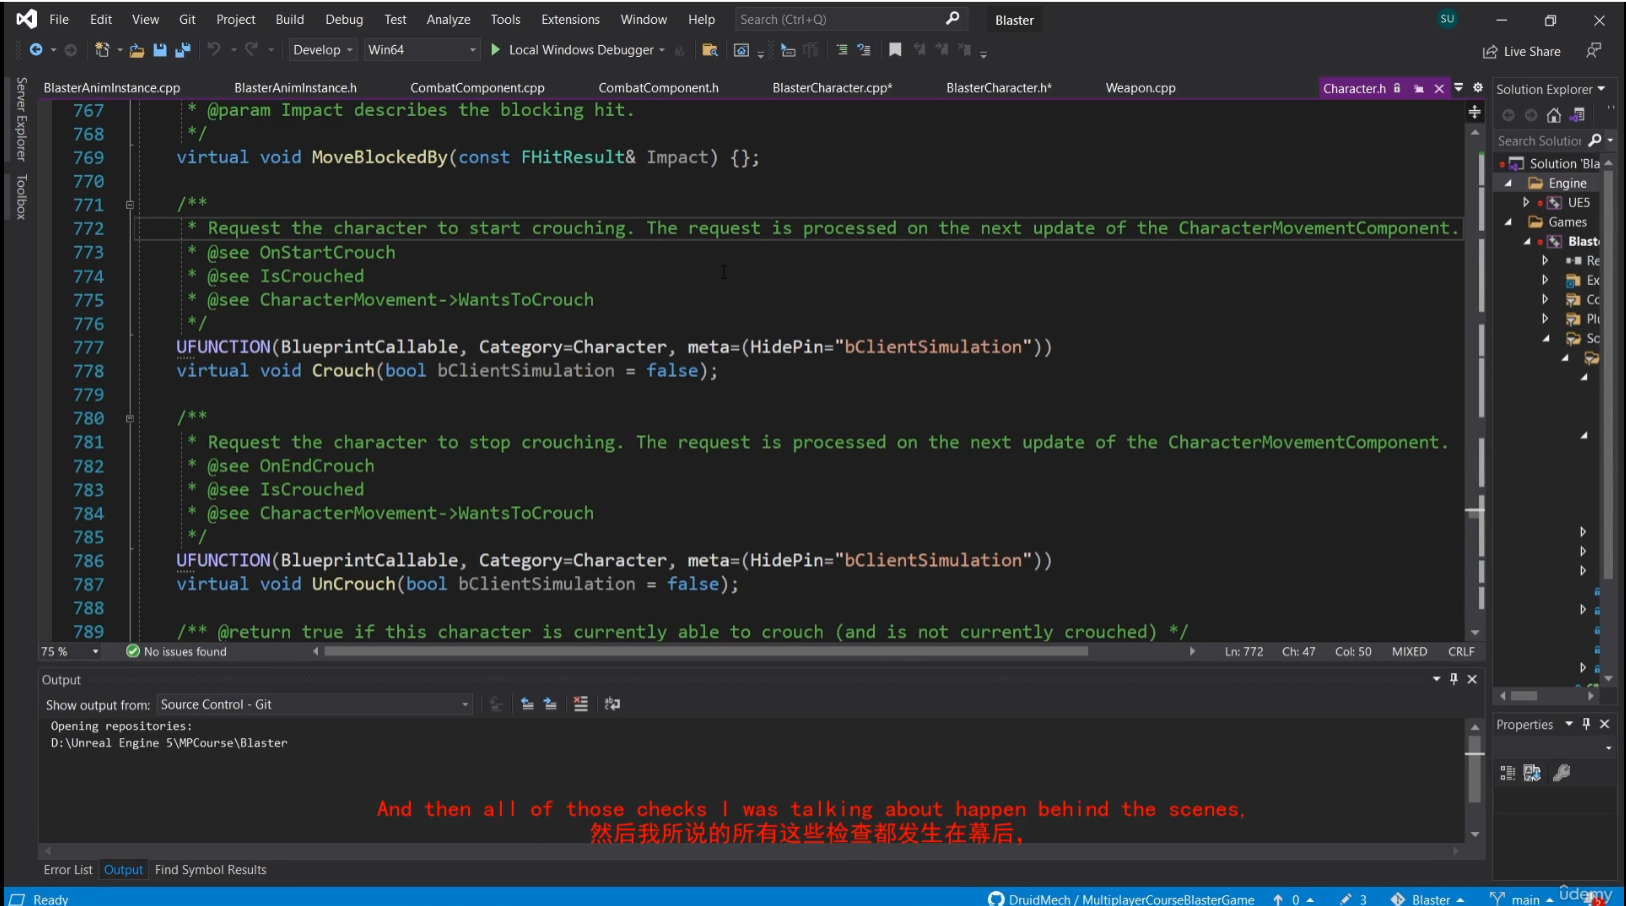 File Edit View Git Project Build Debug Test Analyze Tools Extensions Window Help Search (Ctrl+Q) Blaster SU
Develop Win64 Local Windows Debugger Live Share
Server Explorer
Toolbox
BlasterAnimInstance.cpp BlasterAnimInstance.h CombatComponent.cpp CombatComponent.h BlasterCharacter.cpp* BlasterCharacter.h* Weapon.cpp Character.h
767 * @param Impact describes the blocking hit.
768 */
769 virtual void MoveBlockedBy(const FHitResult& Impact) {};
770
771 /**
772 * Request the character to start crouching. The request is processed on the next update of the CharacterMovementComponent.
773 * @see OnStartCrouch
774 * @see IsCrouched
775 * @see CharacterMovement->WantsToCrouch
776 */
777 UFUNCTION(BlueprintCallable, Category=Character, meta=(HidePin="bClientSimulation"))
778 virtual void Crouch(bool bClientSimulation = false);
779
780 /**
781 * Request the character to stop crouching. The request is processed on the next update of the CharacterMovementComponent.
782 * @see OnEndCrouch
783 * @see IsCrouched
784 * @see CharacterMovement->WantsToCrouch
785 */
786 UFUNCTION(BlueprintCallable, Category=Character, meta=(HidePin="bClientSimulation"))
787 virtual void UnCrouch(bool bClientSimulation = false);
788
789 /** @return true if this character is currently able to crouch (and is not currently crouched) */
75 % No issues found Ln: 772 Ch: 47 Col: 50 MIXED CRLF
Solution Explorer
Search Solutio
Solution 'Bla
Engine
UE5
Games
Blast
Re
Ex
Co
Plu
Sc
Properties
Output
Show output from: Source Control - Git
Opening repositories:
D:\Unreal Engine 5\MPCourse\Blaster
And then all of those checks I was talking about happen behind the scenes,
然后我所说的所有这些检查都发生在幕后,
Error List Output Find Symbol Results
Ready DruidMech / MultiplayerCourseBlasterGame 0 3 Blaster main
ûdemy